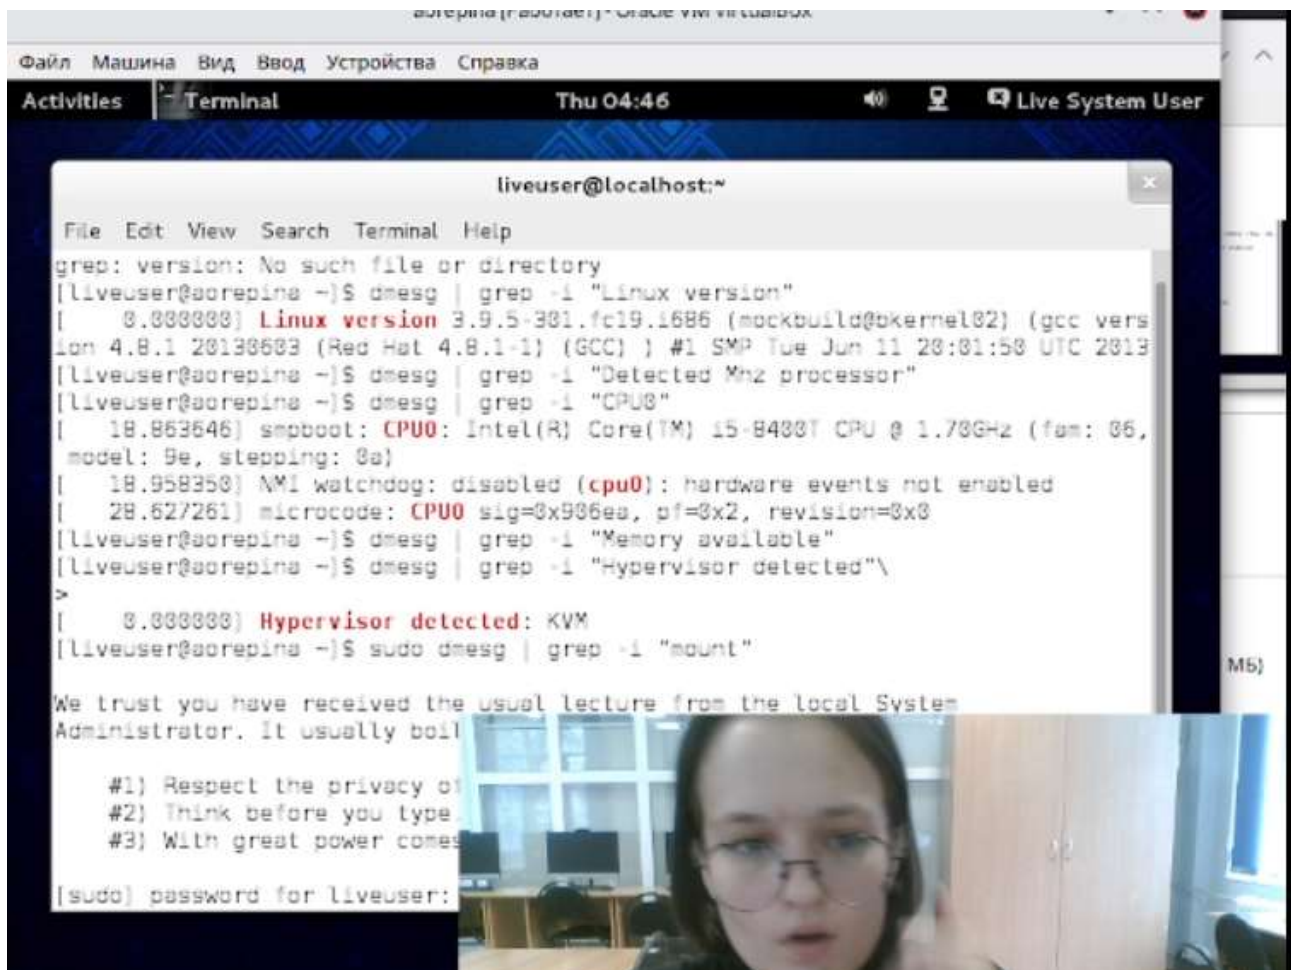 aorepina [Работает] - Oracle VM VirtualBox
Файл Машина Вид Ввод Устройства Справка
Activities Terminal Thu 04:46 Live System User
liveuser@localhost:~
File Edit View Search Terminal Help
grep: version: No such file or directory
[liveuser@aorepina ~]$ dmesg | grep -i "Linux version"
[    0.000000] Linux version 3.9.5-301.fc19.i686 (mockbuild@bkernel02) (gcc vers
ion 4.8.1 20130603 (Red Hat 4.8.1-1) (GCC) ) #1 SMP Tue Jun 11 20:01:50 UTC 2013
[liveuser@aorepina ~]$ dmesg | grep -i "Detected Mhz processor"
[liveuser@aorepina ~]$ dmesg | grep -i "CPU0"
[   18.863646] smpboot: CPU0: Intel(R) Core(TM) i5-8400T CPU @ 1.70GHz (fam: 06,
 model: 9e, stepping: 0a)
[   18.958350] NMI watchdog: disabled (cpu0): hardware events not enabled
[   28.627261] microcode: CPU0 sig=0x906ea, pf=0x2, revision=0x0
[liveuser@aorepina ~]$ dmesg | grep -i "Memory available"
[liveuser@aorepina ~]$ dmesg | grep -i "Hypervisor detected"\
>
[    0.000000] Hypervisor detected: KVM
[liveuser@aorepina ~]$ sudo dmesg | grep -i "mount"
МБ)
We trust you have received the usual lecture from the local System
Administrator. It usually boil
#1) Respect the privacy of
#2) Think before you type
#3) With great power comes
[sudo] password for liveuser: